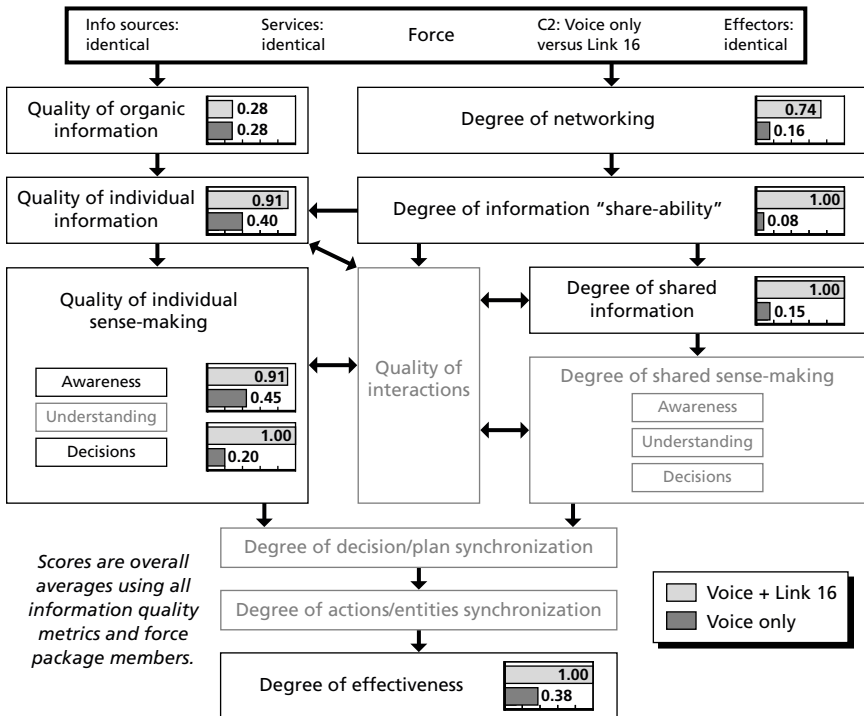 Info sources:
identical
Services:
identical
Force
C2: Voice only
versus Link 16
Effectors:
identical
Quality of organic
information
0.28
0.28
Degree of networking
0.74
0.16
Quality of individual
information
0.91
0.40
Degree of information “share-ability”
1.00
0.08
Quality of individual
sense-making
Awareness
Understanding
Decisions
0.91
0.45
1.00
0.20
Quality of
interactions
Degree of shared
information
1.00
0.15
Degree of shared sense-making
Awareness
Understanding
Decisions
Degree of decision/plan synchronization
Degree of actions/entities synchronization
Degree of effectiveness
1.00
0.38
Scores are overall
averages using all
information quality
metrics and force
package members.
Voice + Link 16
Voice only